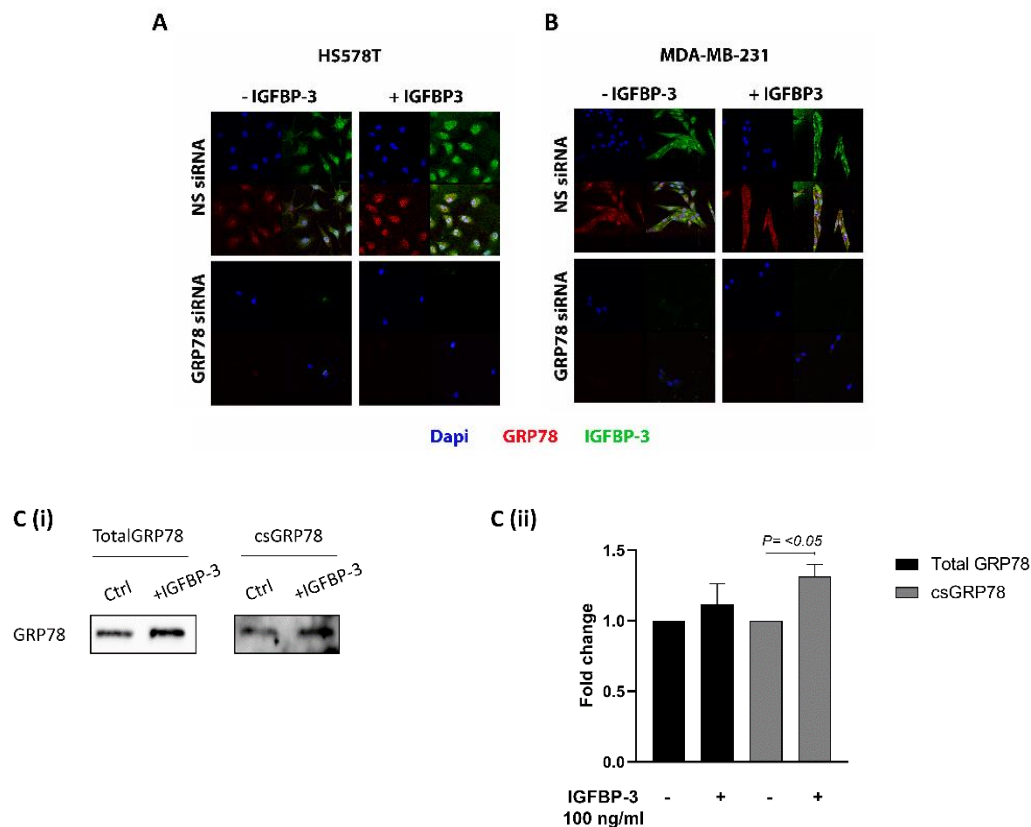 A
HS578T
- IGFBP-3 + IGFBP3
NS siRNA
GRP78 siRNA
B
MDA-MB-231
- IGFBP-3 + IGFBP3
NS siRNA
GRP78 siRNA
Dapi GRP78 IGFBP-3
C (i)
TotalGRP78 csGRP78
Ctrl +IGFBP-3 Ctrl +IGFBP-3
GRP78
C (ii)
P= <0.05
Total GRP78
csGRP78
Fold change
1.5
1.0
0.5
0.0
IGFBP-3 - + - +
100 ng/ml